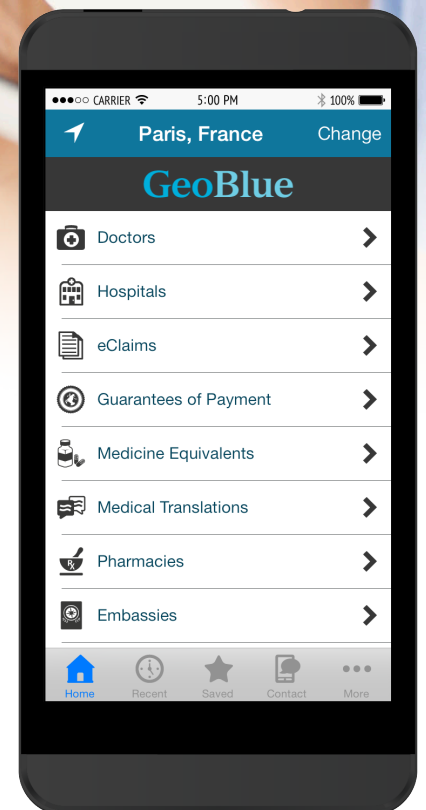 CARRIER 5:00 PM 100%
Paris, France Change
GeoBlue
Doctors
Hospitals
eClaims
Guarantees of Payment
Medicine Equivalents
Medical Translations
Rx Pharmacies
Embassies
Home Recent Saved Contact More